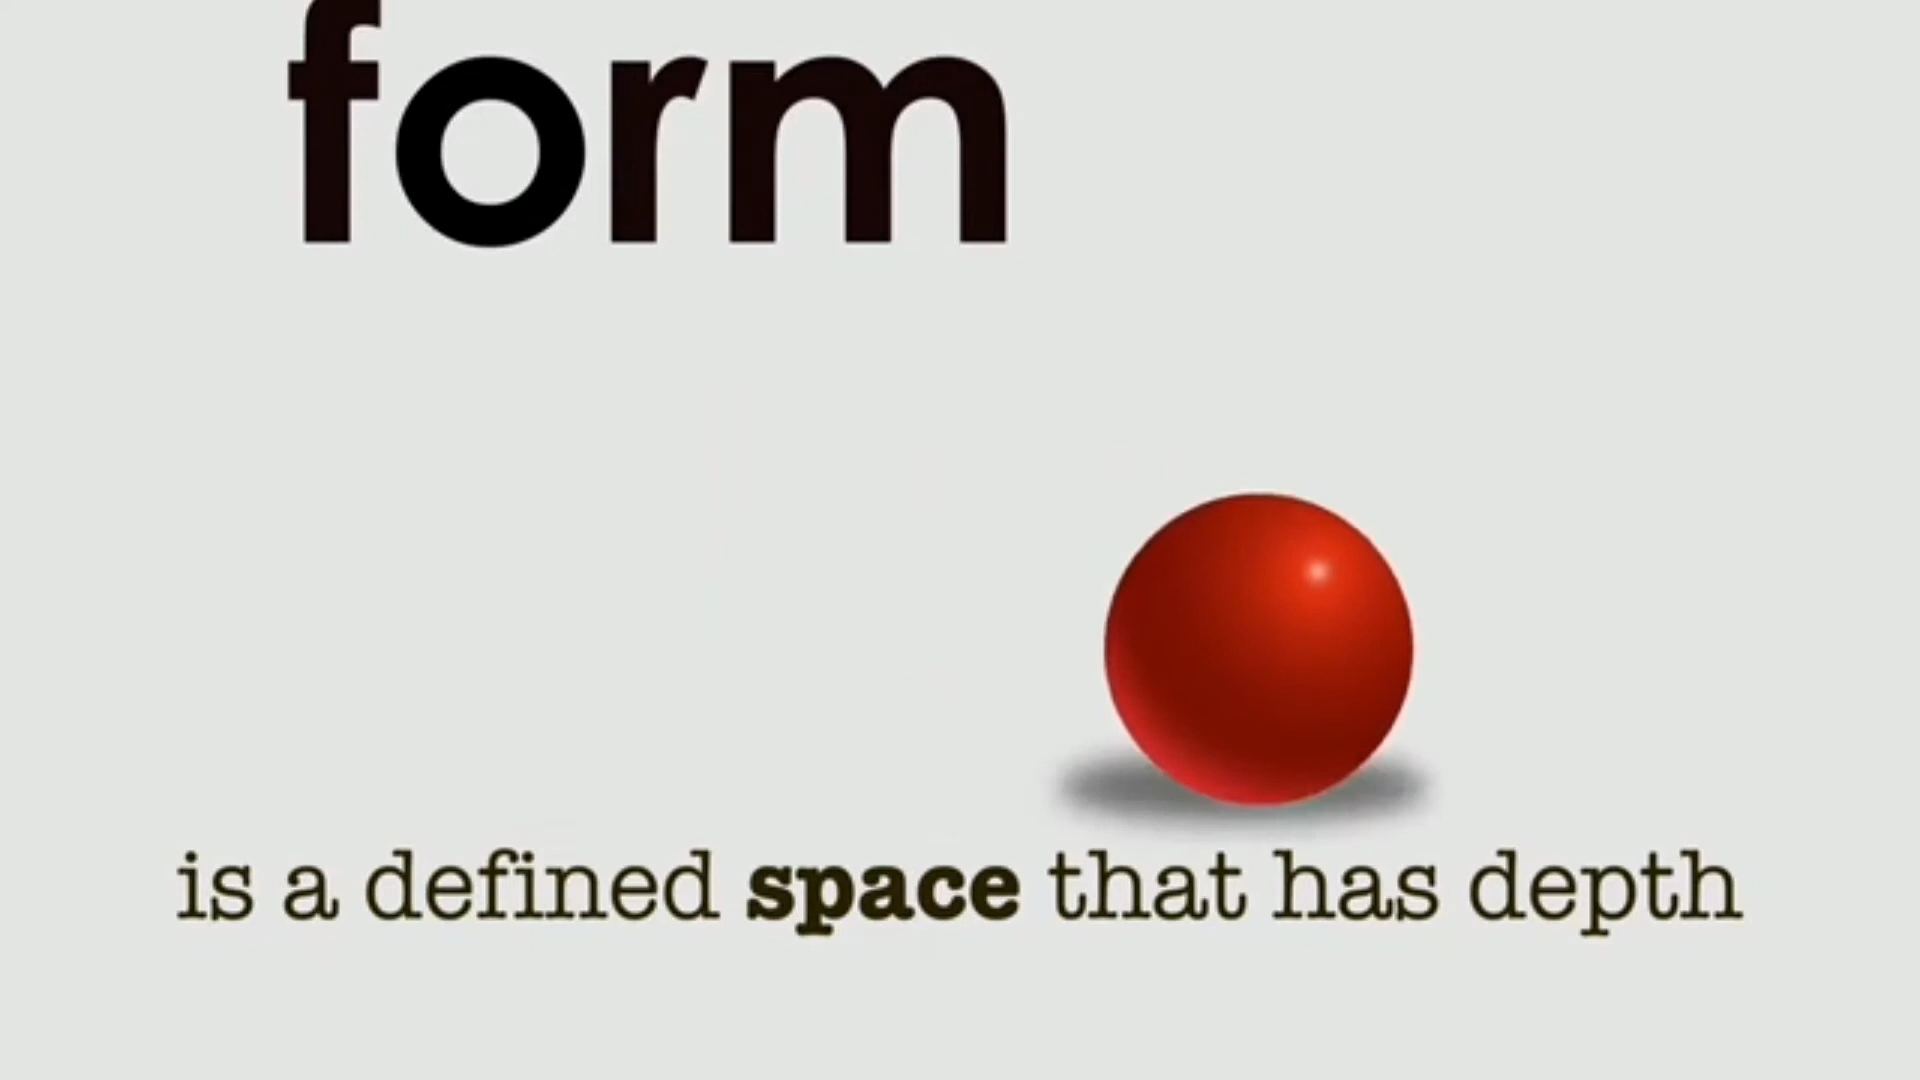 form
is a defined space that has depth